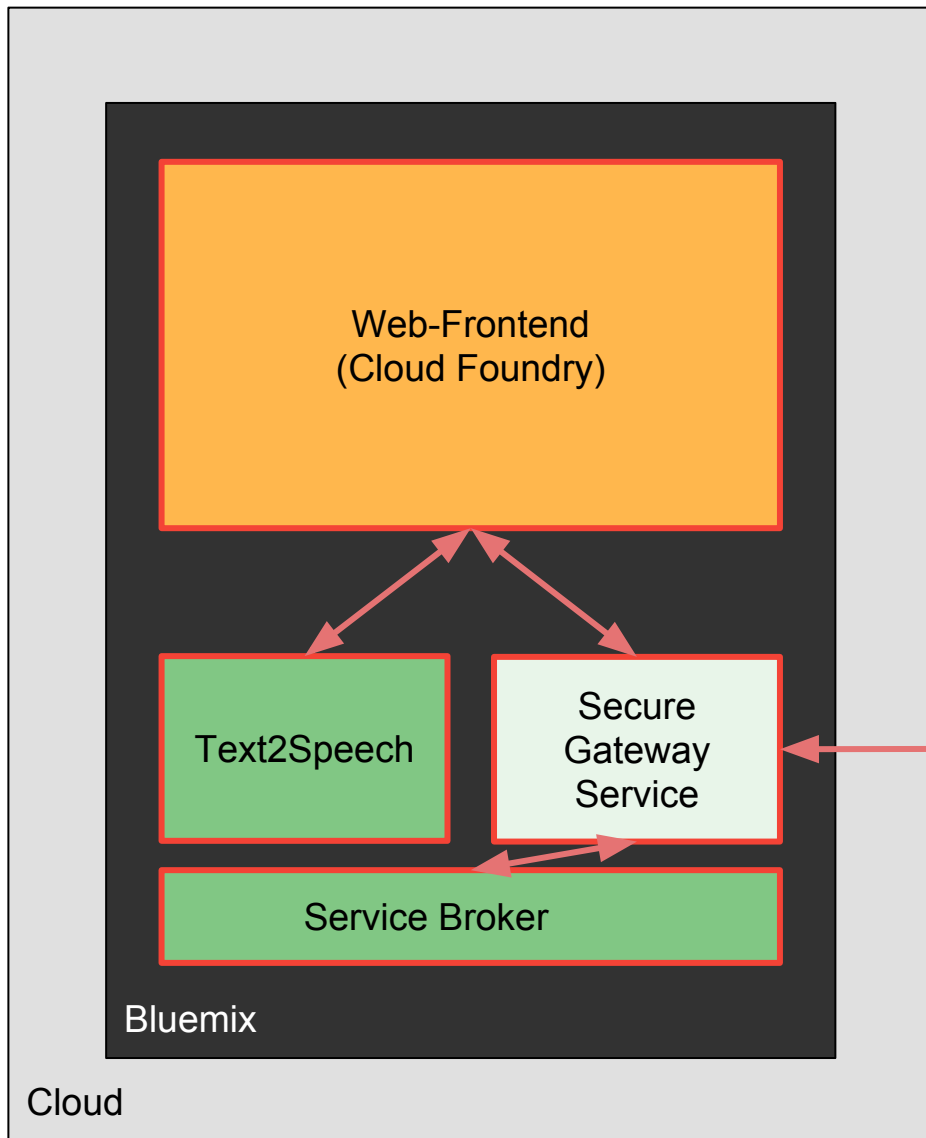 Web-Frontend
(Cloud Foundry)
Text2Speech
Secure
Gateway
Service
Service Broker
Bluemix
Cloud